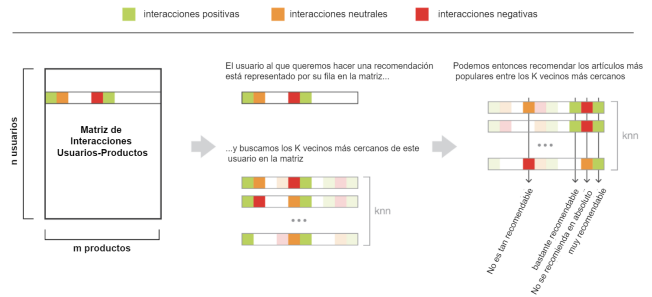 interacciones positivas
interacciones neutrales
interacciones negativas
El usuario al que queremos hacer una recomendación
está representado por su fila en la matriz...
Podemos entonces recomendar los artículos más
populares entre los K vecinos más cercanos
n usuarios
Matriz de
Interacciones
Usuarios-Productos
m productos
...y buscamos los K vecinos más cercanos de este
usuario en la matriz
knn
knn
No es tan recomendable
bastante recomendable
No se recomienda en absoluto
muy recomendable